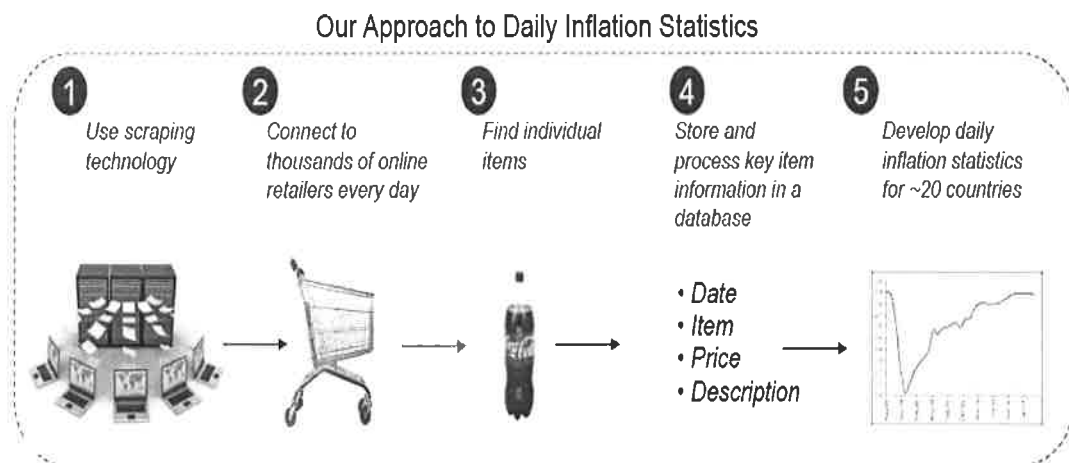 Our Approach to Daily Inflation Statistics
1
Use scraping
technology
2
Connect to
thousands of online
retailers every day
3
Find individual
items
4
Store and
process key item
information in a
database
5
Develop daily
inflation statistics
for ~20 countries
• Date
• Item
• Price
• Description